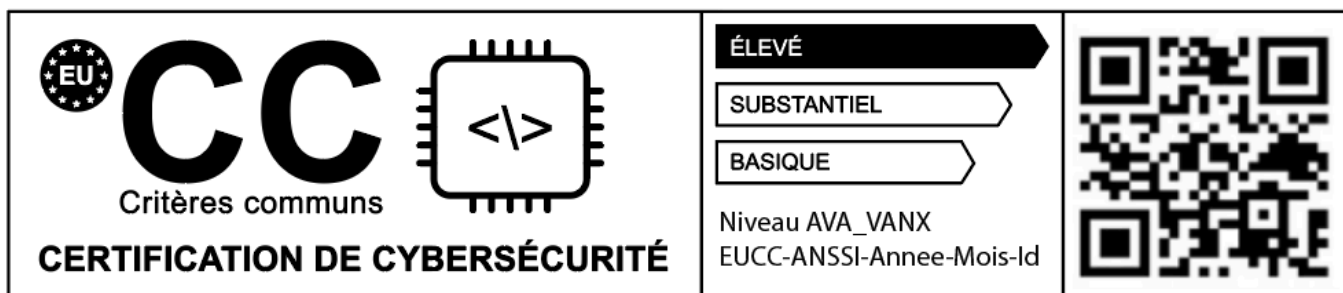 EU
CC
Critères communs
<\>
CERTIFICATION DE CYBERSÉCURITÉ
ÉLEVÉ
SUBSTANTIEL
BASIQUE
Niveau AVA_VANX
EUCC-ANSSI-Annee-Mois-Id